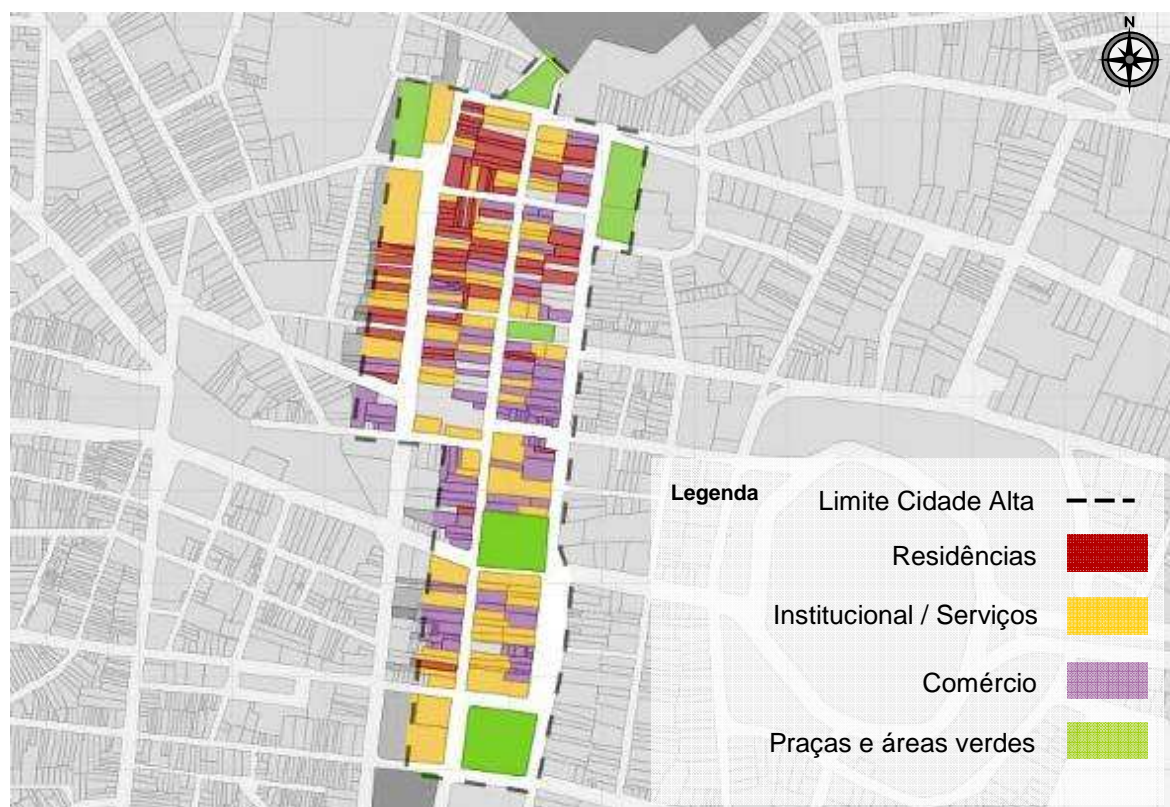 N
Legenda
Limite Cidade Alta
Residências
Institucional / Serviços
Comércio
Praças e áreas verdes